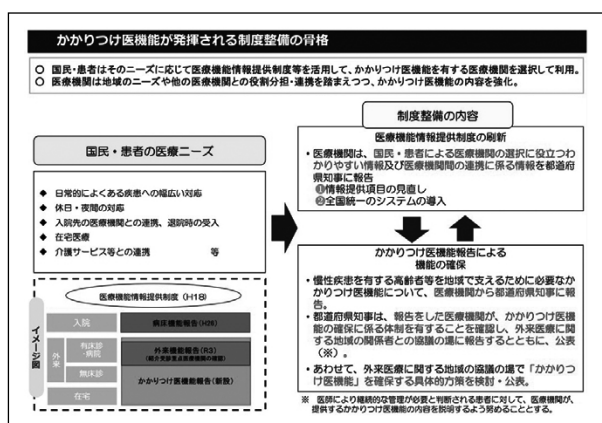 かかりつけ医機能が発揮される制度整備の骨格
○ 国民・患者はそのニーズに応じて医療機能情報提供制度等を活用して、かかりつけ医機能を有する医療機関を選択して利用。
○ 医療機関は地域のニーズや他の医療機関との役割分担・連携を踏まえつつ、かかりつけ医機能の内容を強化。
国民・患者の医療ニーズ
◆ 日常的によくある疾患への幅広い対応
◆ 休日・夜間の対応
◆ 入院先の医療機関との連携、退院時の受入
◆ 在宅医療
◆ 介護サービス等との連携 等
制度整備の内容
医療機能情報提供制度の刷新
・医療機関は、国民・患者による医療機関の選択に役立つわ
かりやすい情報及び医療機関間の連携に係る情報を都道府
県知事に報告
❶情報提供項目の見直し
❷全国統一のシステムの導入
かかりつけ医機能報告による
機能の確保
・慢性疾患を有する高齢者等を地域で支えるために必要なか
かりつけ医機能について、医療機関から都道府県知事に報
告。
・都道府県知事は、報告をした医療機関が、かかりつけ医機
能の確保に係る体制を有することを確認し、外来医療に関
する地域の関係者との協議の場に報告するとともに、公表
（※）。
・あわせて、外来医療に関する地域の協議の場で「かかりつ
け医機能」を確保する具体的方策を検討・公表。
※ 医師により継続的な管理が必要と判断される患者に対して、医療機関が、
提供するかかりつけ医機能の内容を説明するよう努めることとする。
イメージ図
医療機能情報提供制度（H18）
入院
病床機能報告（H26）
外来
有床診・
病院
外来機能報告（R3）
（紹介受診重点医療機関の確認）
無床診
かかりつけ医機能報告（新設）
在宅